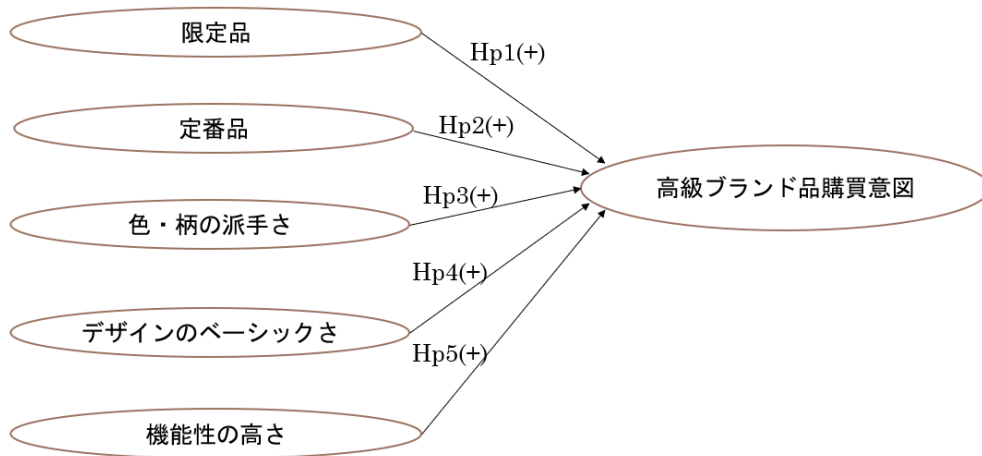 限定品
Hp1(+)
定番品
Hp2(+)
高級ブランド品購買意図
Hp3(+)
色・柄の派手さ
Hp4(+)
デザインのベーシックさ
Hp5(+)
機能性の高さ